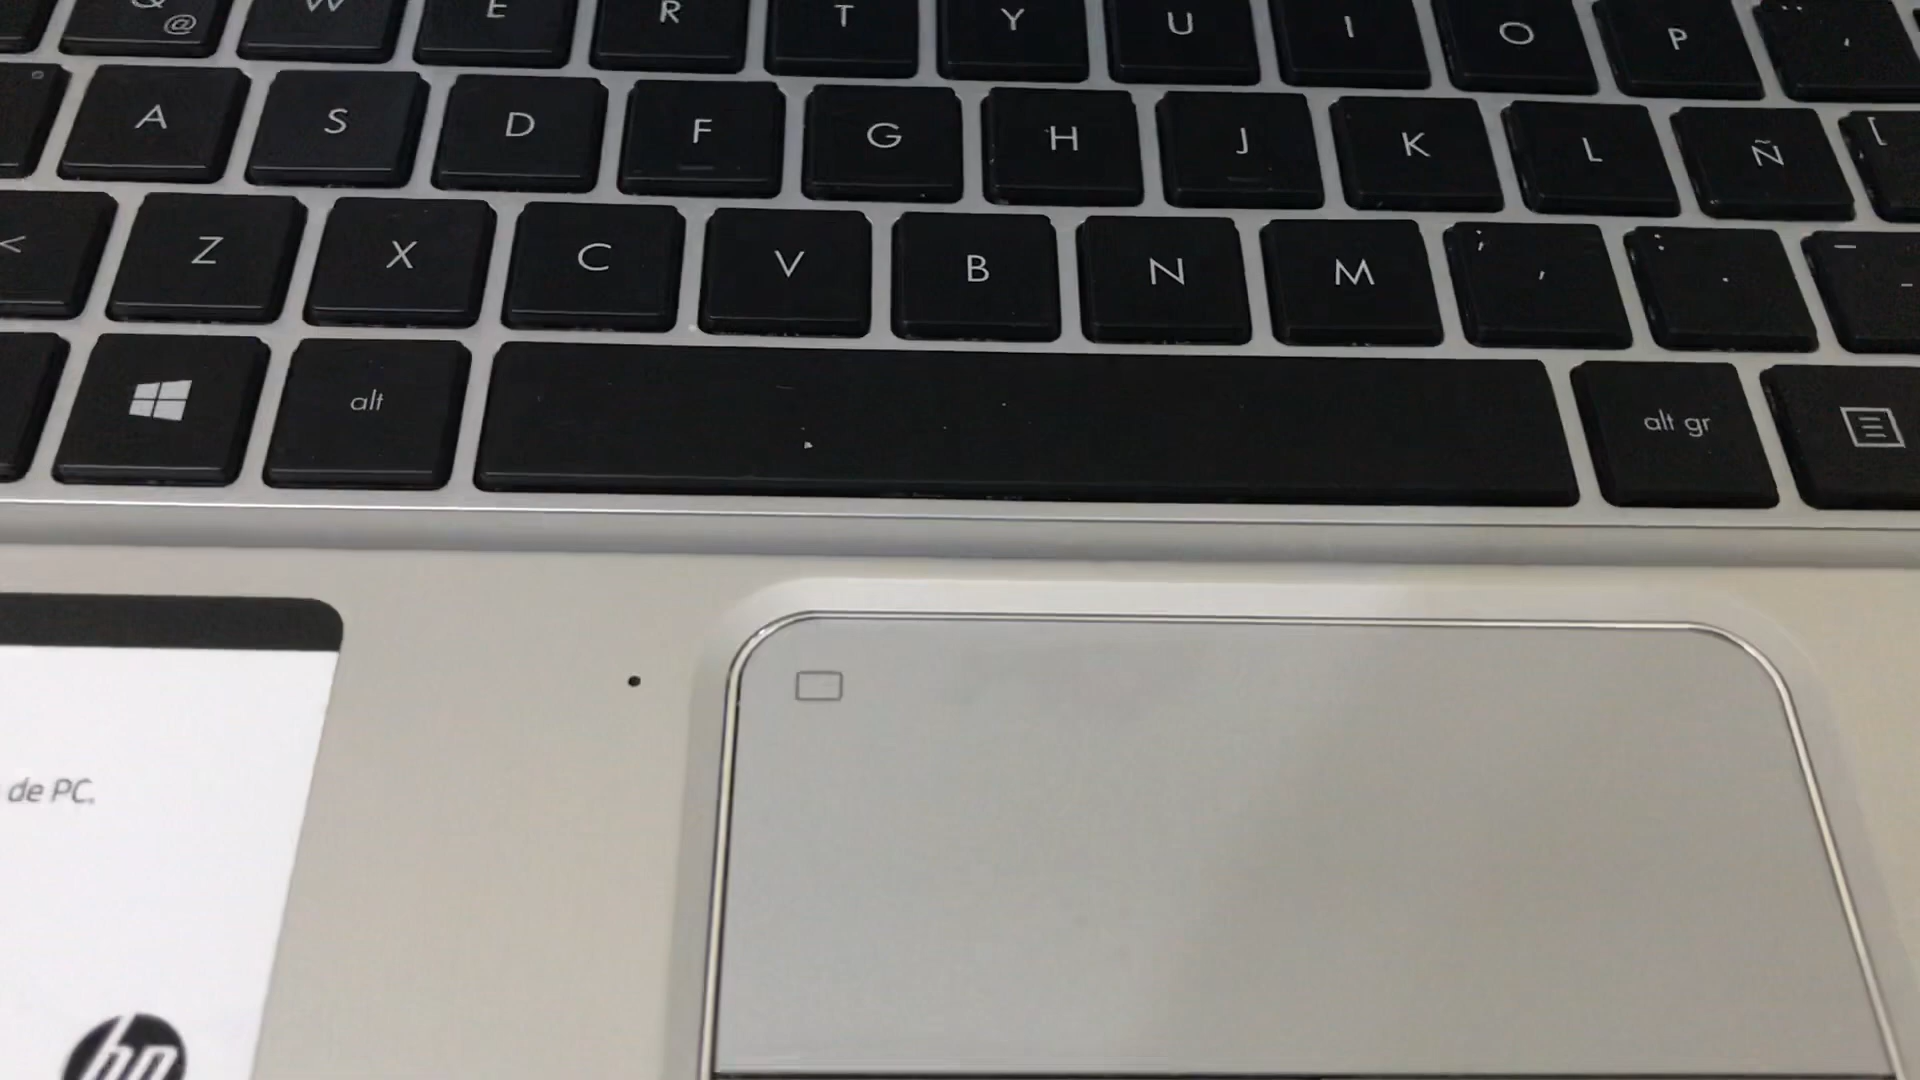 @ W E R T Y U I O P
A S D F G H J K L Ñ [
< Z X C V B N M ; , : . _ -
alt alt gr
de PC.
hp